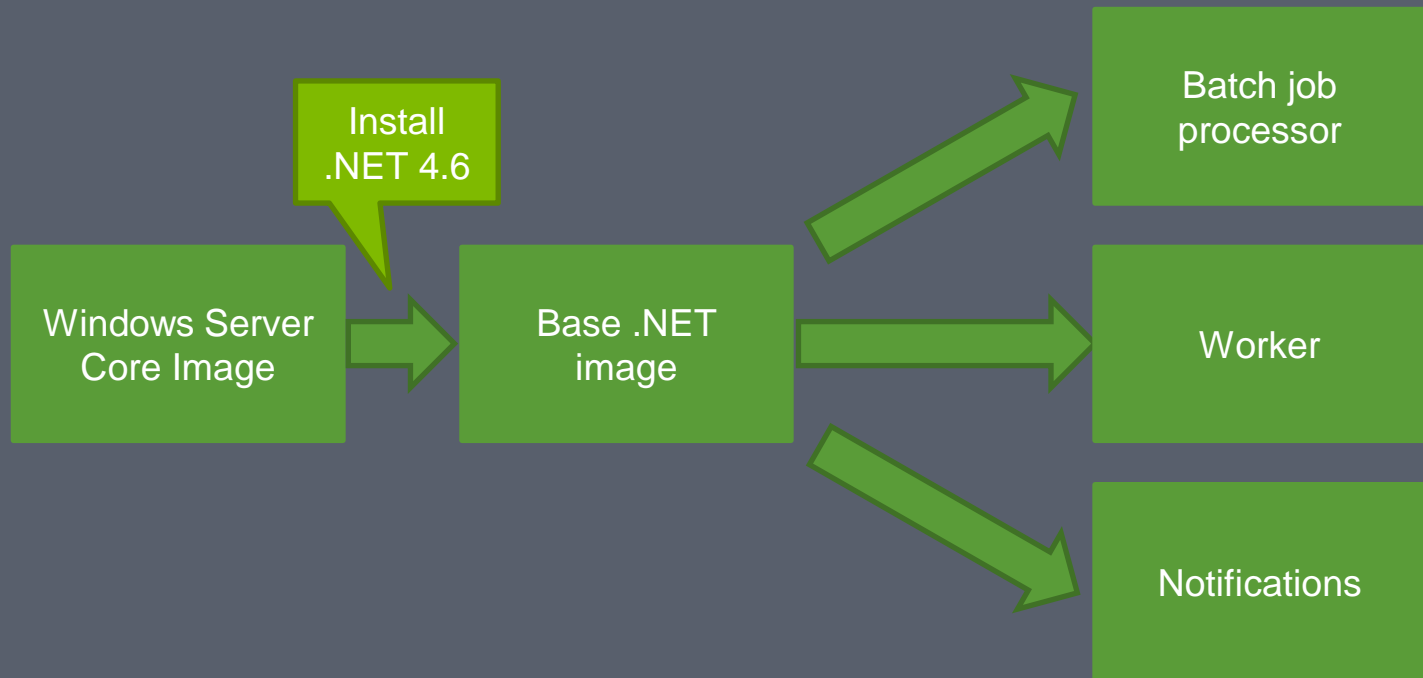 Install
.NET 4.6
Windows Server
Core Image
Base .NET
image
Batch job
processor
Worker
Notifications